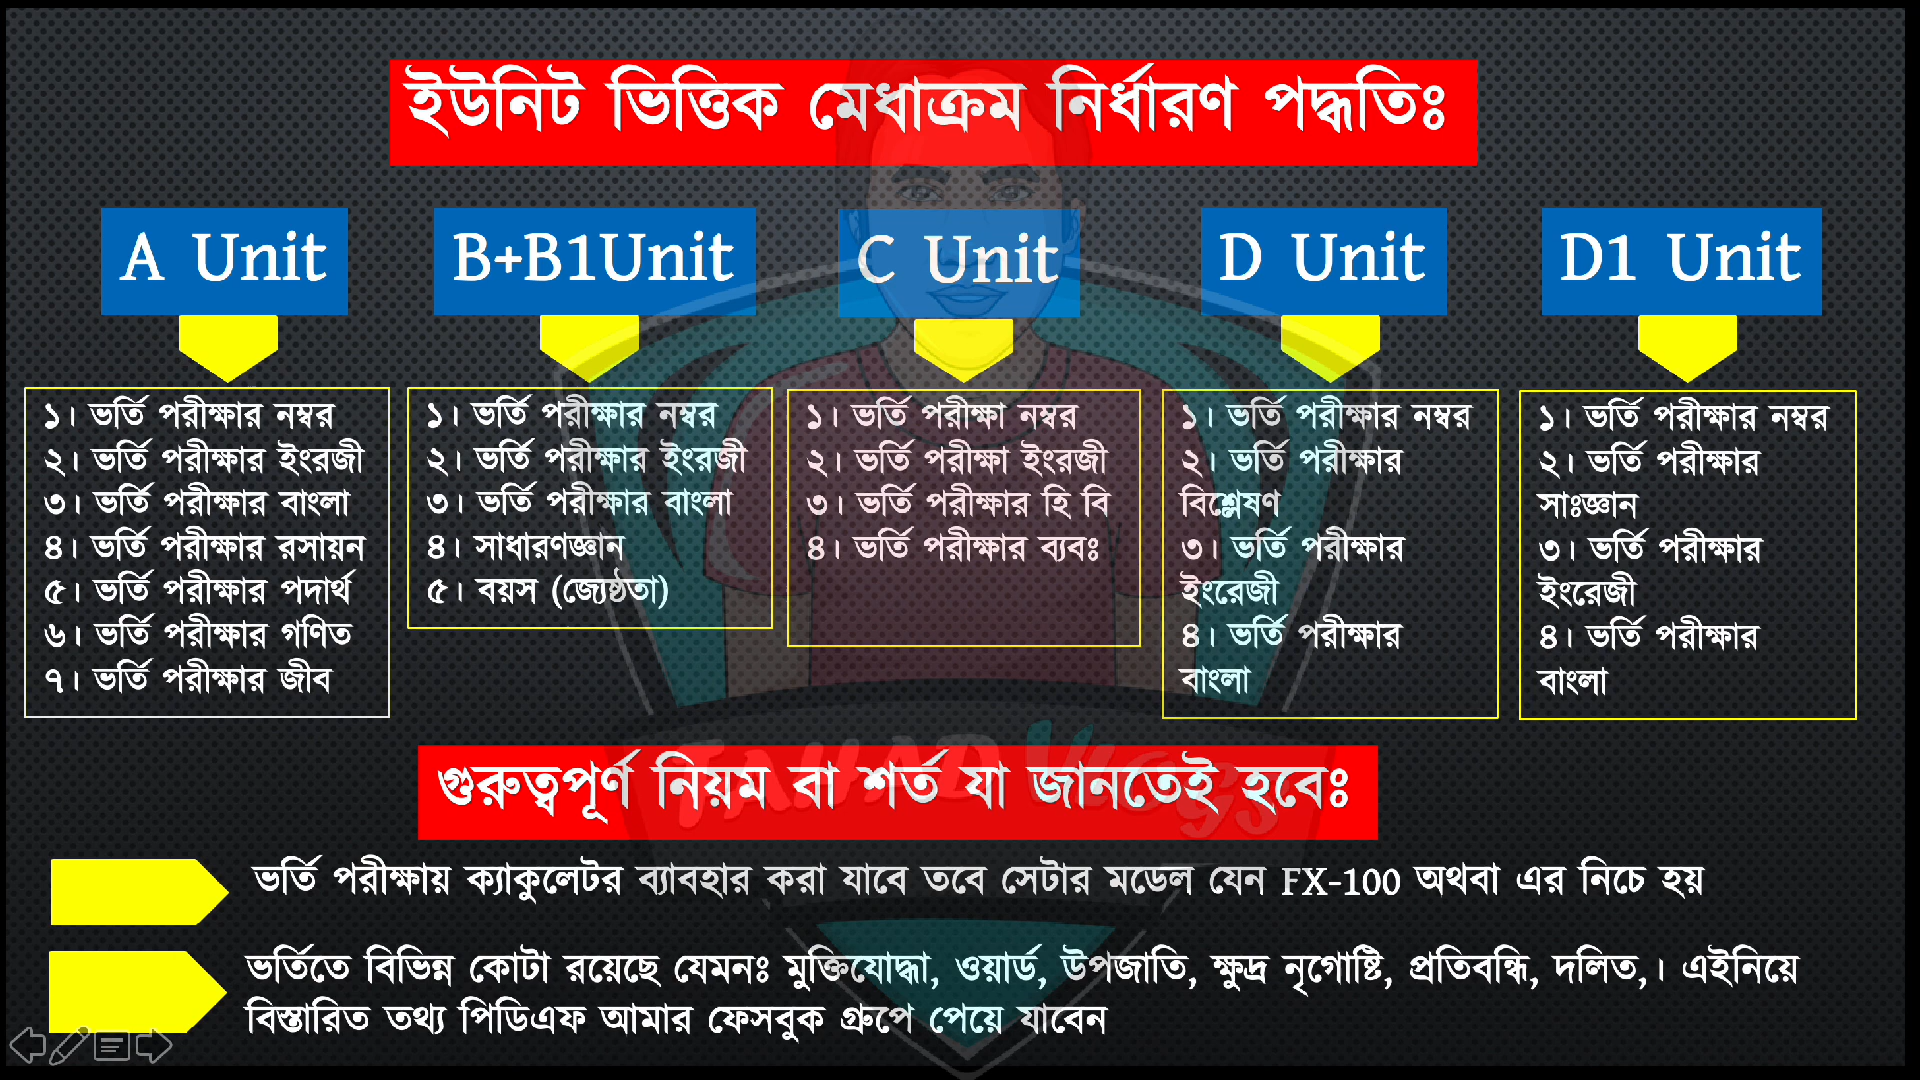 ইউনিট ভিত্তিক মেধাক্রম নির্ধারণ পদ্ধতিঃ
A Unit
B+B1Unit
C Unit
D Unit
D1 Unit
১। ভর্তি পরীক্ষার নম্বর
২। ভর্তি পরীক্ষার ইংরজী
৩। ভর্তি পরীক্ষার বাংলা
৪। ভর্তি পরীক্ষার রসায়ন
৫। ভর্তি পরীক্ষার পদার্থ
৬। ভর্তি পরীক্ষার গণিত
৭। ভর্তি পরীক্ষার জীব
১। ভর্তি পরীক্ষার নম্বর
২। ভর্তি পরীক্ষার ইংরজী
৩। ভর্তি পরীক্ষার বাংলা
৪। সাধারণজ্ঞান
৫। বয়স (জ্যেষ্ঠতা)
১। ভর্তি পরীক্ষা নম্বর
২। ভর্তি পরীক্ষা ইংরজী
৩। ভর্তি পরীক্ষার হি বি
৪। ভর্তি পরীক্ষার ব্যবঃ
১। ভর্তি পরীক্ষার নম্বর
২। ভর্তি পরীক্ষার
বিশ্লেষণ
৩। ভর্তি পরীক্ষার
ইংরেজী
৪। ভর্তি পরীক্ষার
বাংলা
১। ভর্তি পরীক্ষার নম্বর
২। ভর্তি পরীক্ষার
সাঃজ্ঞান
৩। ভর্তি পরীক্ষার
ইংরেজী
৪। ভর্তি পরীক্ষার
বাংলা
FAHAD Vlogs
গুরুত্বপূর্ণ নিয়ম বা শর্ত যা জানতেই হবেঃ
ভর্তি পরীক্ষায় ক্যাকুলেটর ব্যাবহার করা যাবে তবে সেটার মডেল যেন FX-100 অথবা এর নিচে হয়
ভর্তিতে বিভিন্ন কোটা রয়েছে যেমনঃ মুক্তিযোদ্ধা, ওয়ার্ড, উপজাতি, ক্ষুদ্র নৃগোষ্টি, প্রতিবন্ধি, দলিত,। এইনিয়ে
বিস্তারিত তথ্য পিডিএফ আমার ফেসবুক গ্রুপে পেয়ে যাবেন